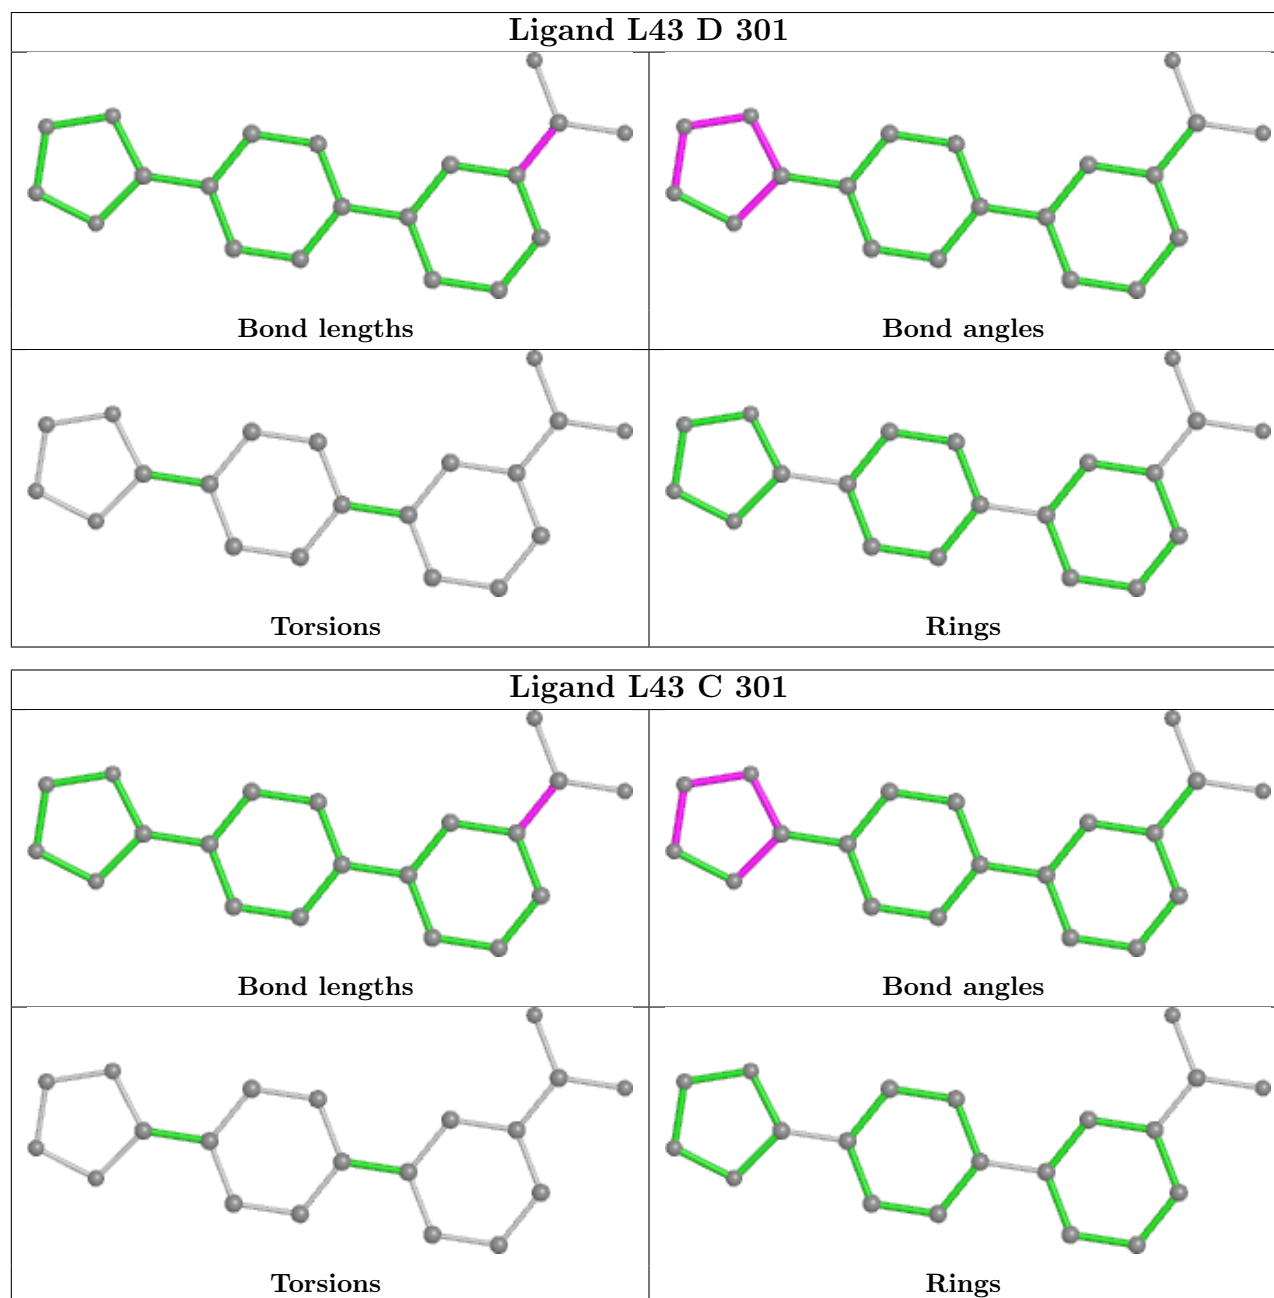 Ligand L43 D 301
Bond lengths
Bond angles
Torsions
Rings
Ligand L43 C 301
Bond lengths
Bond angles
Torsions
Rings